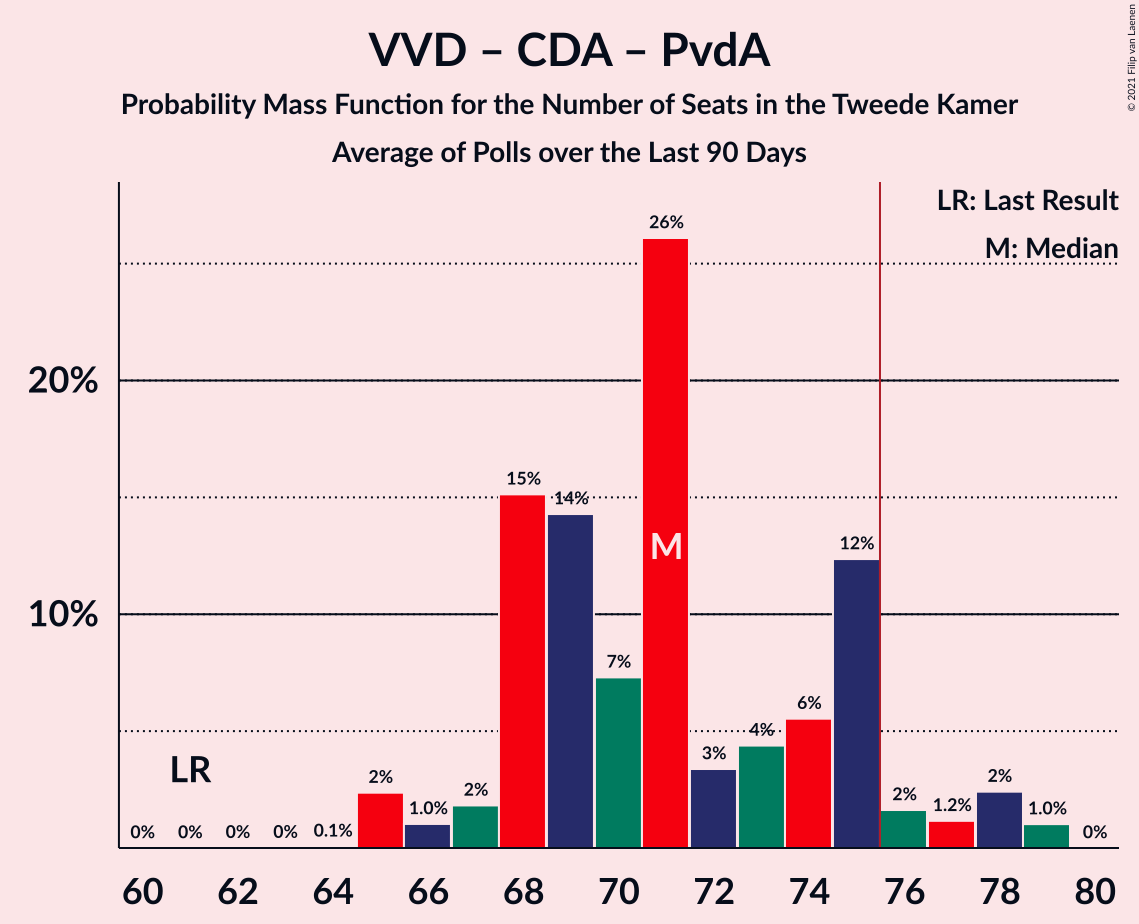 VVD – CDA – PvdA
Probability Mass Function for the Number of Seats in the Tweede Kamer
Average of Polls over the Last 90 Days
© 2021 Filip van Laenen
LR: Last Result
M: Median
26%
20%
15%
14%
12%
M
10%
7%
6%
4%
3%
LR
2%
1.0%
2%
2%
1.2%
2%
1.0%
0%
0%
0%
0%
0.1%
0%
60 62 64 66 68 70 72 74 76 78 80